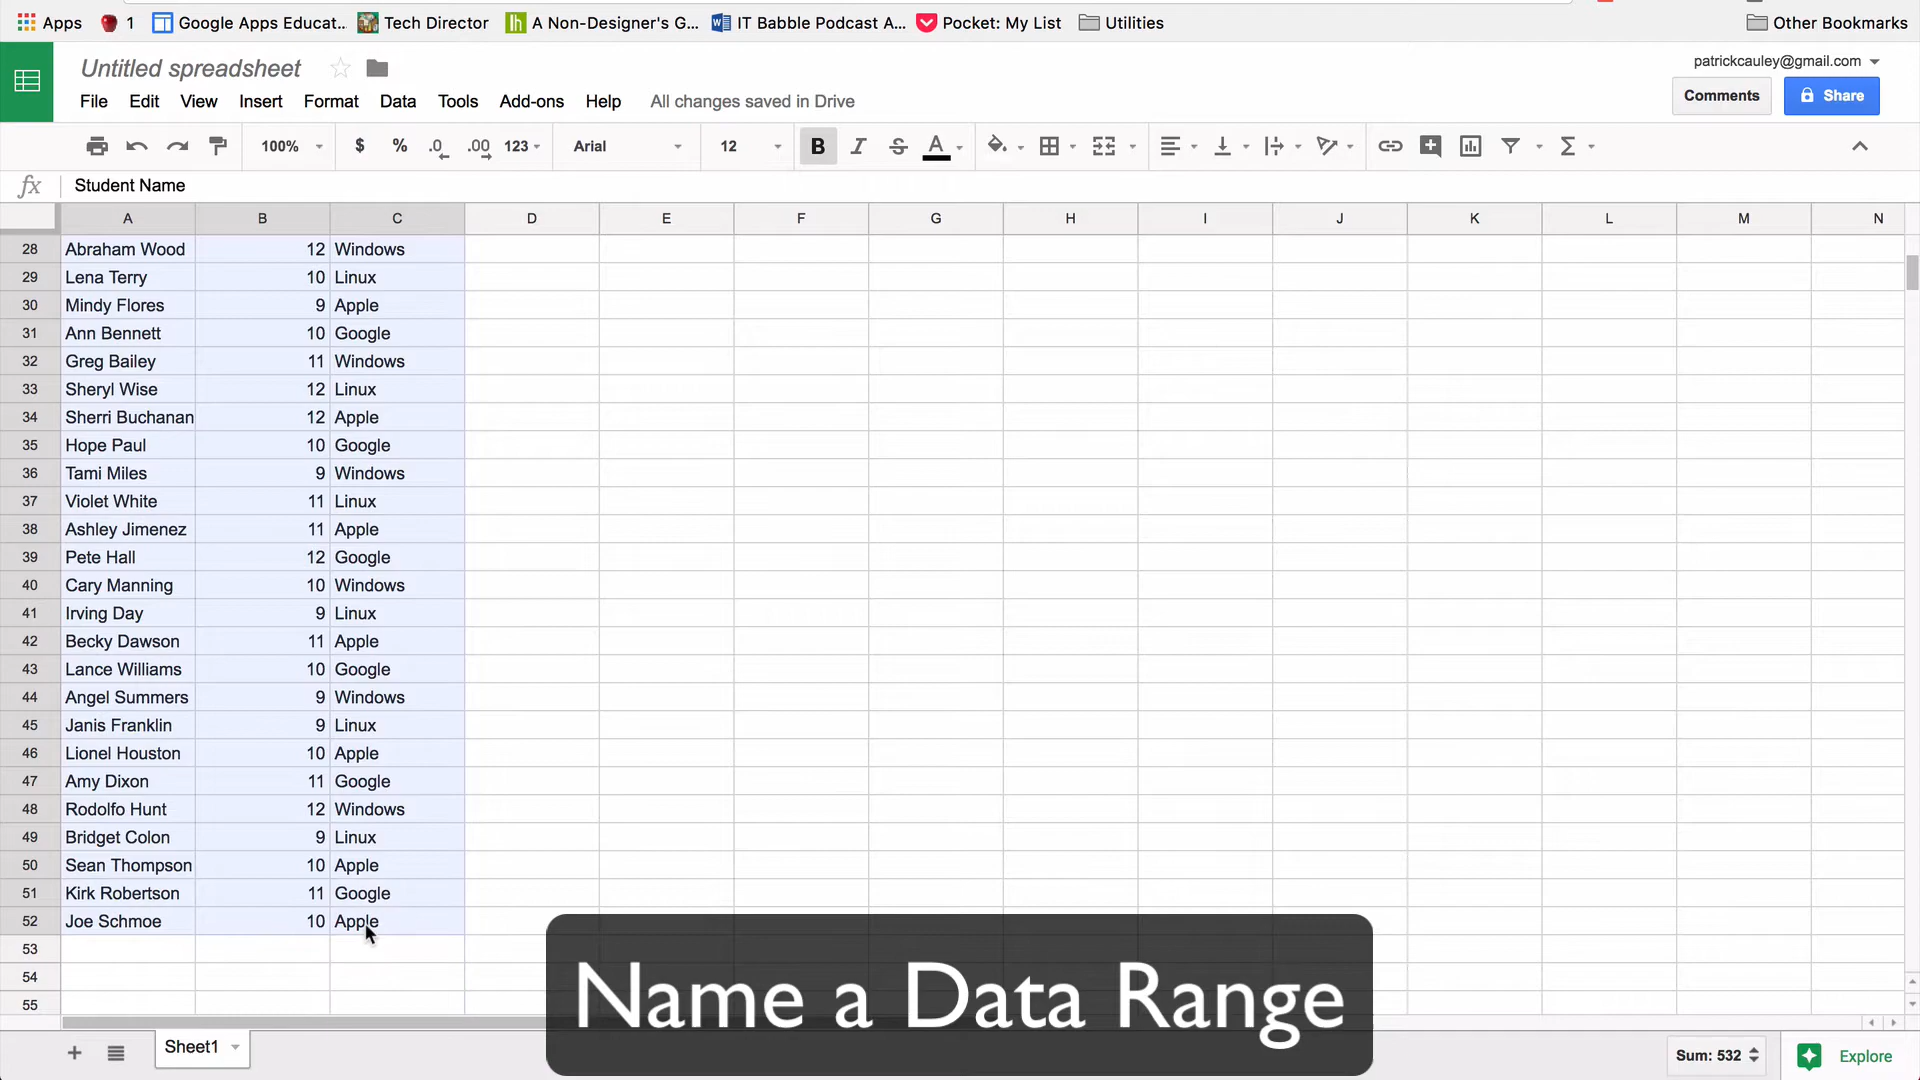 Apps 1 Google Apps Educat... Tech Director lh A Non-Designer's G... IT Babble Podcast A... Pocket: My List Utilities Other Bookmarks
Untitled spreadsheet patrickcauley@gmail.com
File Edit View Insert Format Data Tools Add-ons Help All changes saved in Drive Comments Share
100% $ % .0 .00 123 Arial 12 B I S A Σ
fx Student Name
A B C D E F G H I J K L M N
28 Abraham Wood 12 Windows
29 Lena Terry 10 Linux
30 Mindy Flores 9 Apple
31 Ann Bennett 10 Google
32 Greg Bailey 11 Windows
33 Sheryl Wise 12 Linux
34 Sherri Buchanan 12 Apple
35 Hope Paul 10 Google
36 Tami Miles 9 Windows
37 Violet White 11 Linux
38 Ashley Jimenez 11 Apple
39 Pete Hall 12 Google
40 Cary Manning 10 Windows
41 Irving Day 9 Linux
42 Becky Dawson 11 Apple
43 Lance Williams 10 Google
44 Angel Summers 9 Windows
45 Janis Franklin 9 Linux
46 Lionel Houston 10 Apple
47 Amy Dixon 11 Google
48 Rodolfo Hunt 12 Windows
49 Bridget Colon 9 Linux
50 Sean Thompson 10 Apple
51 Kirk Robertson 11 Google
52 Joe Schmoe 10 Apple
53
54
55
Name a Data Range
Sheet1 Sum: 532 Explore